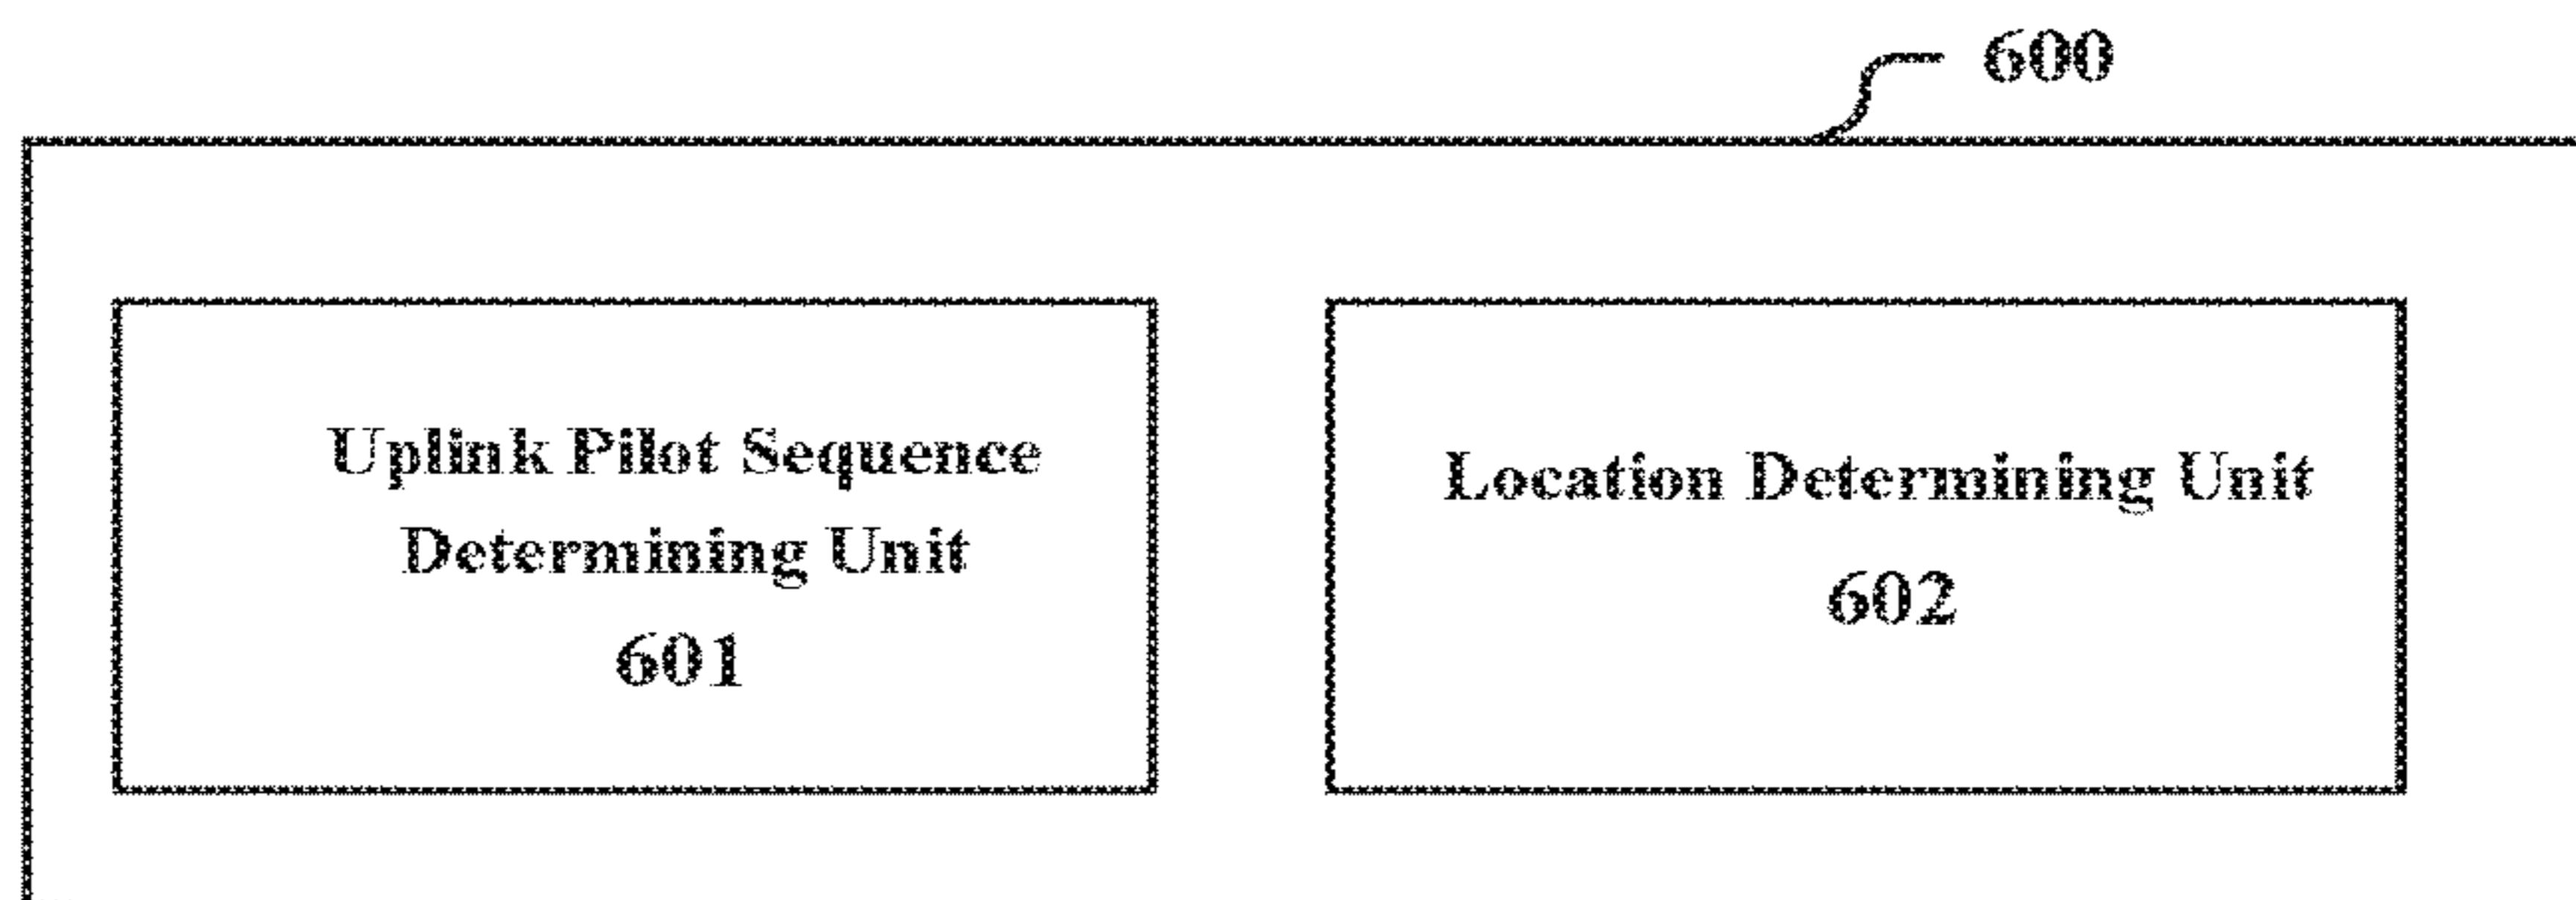 600
Uplink Pilot Sequence
Determining Unit
601
Location Determining Unit
602